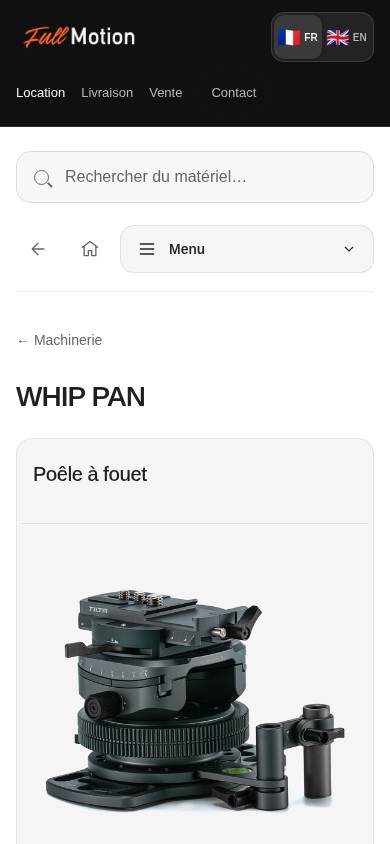 Full Motion
FR
EN
Location
Livraison
Vente
Contact
Rechercher du matériel…
Menu
← Machinerie
WHIP PAN
Poêle à fouet
TILTA